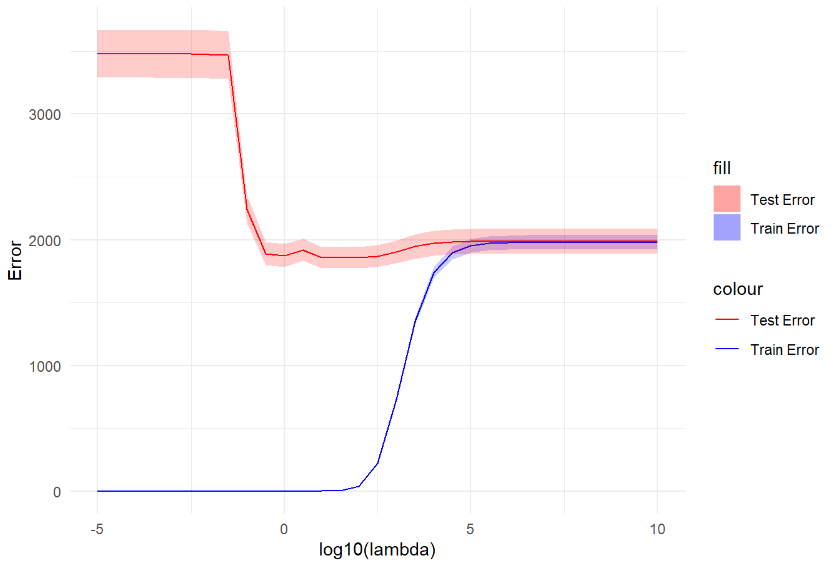 3000
2000
1000
0
Error
-5
0
5
10
log10(lambda)
fill
Test Error
Train Error
colour
Test Error
Train Error